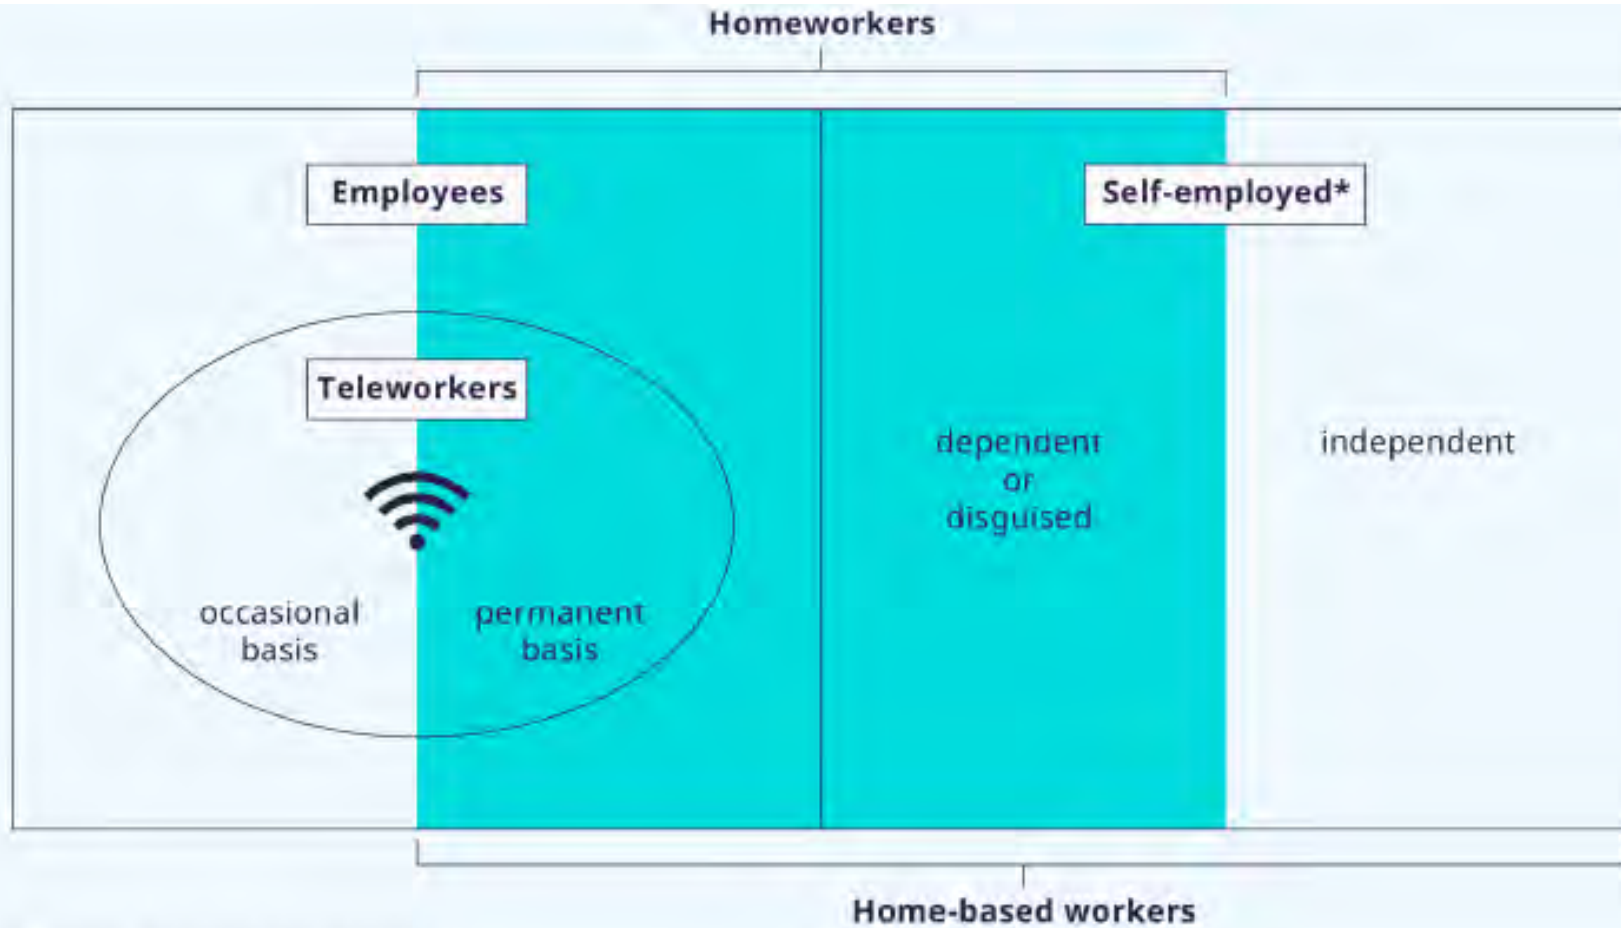 Homeworkers
Employees
Self-employed*
Teleworkers
dependent
or
disguised
independent
occasional
basis
permanent
basis
Home-based workers